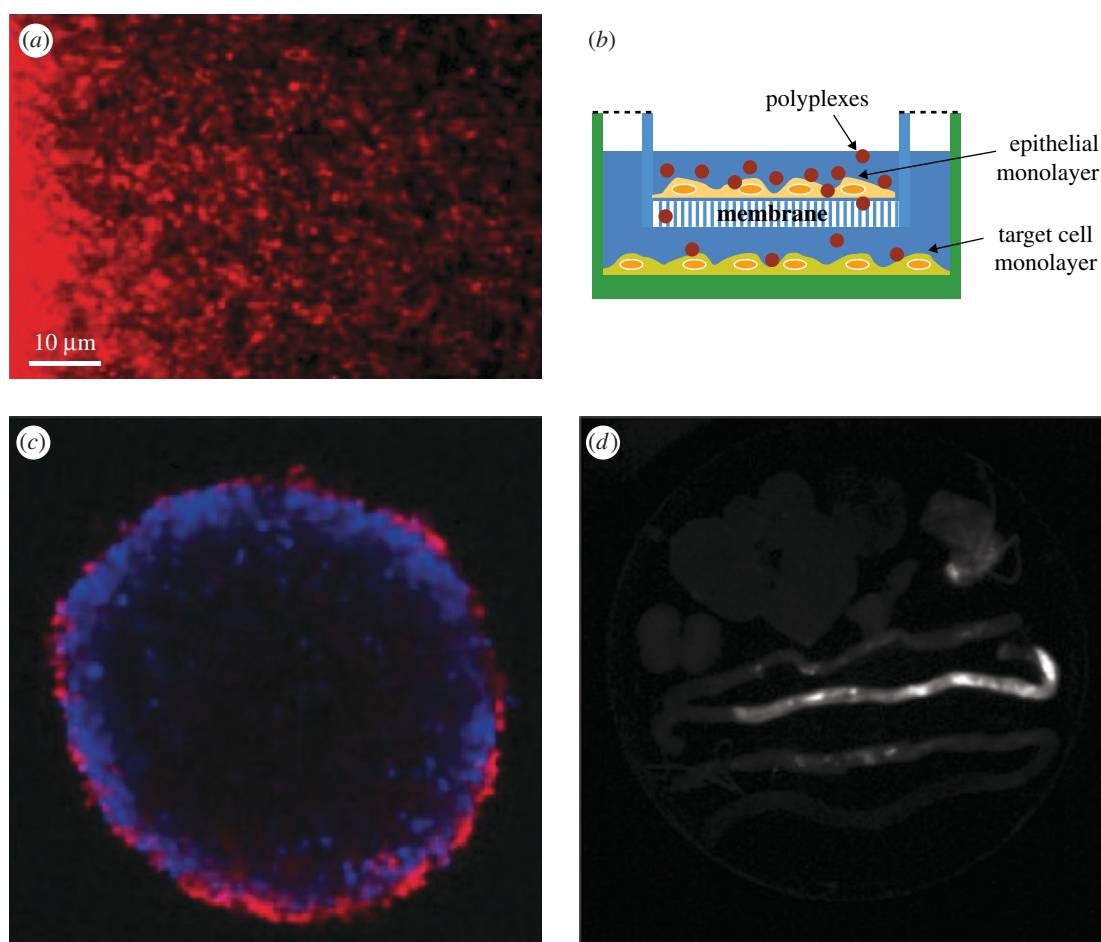 (a)
10 μm
(b)
polyplexes
epithelial
monolayer
membrane
target cell
monolayer
(c)
(d)